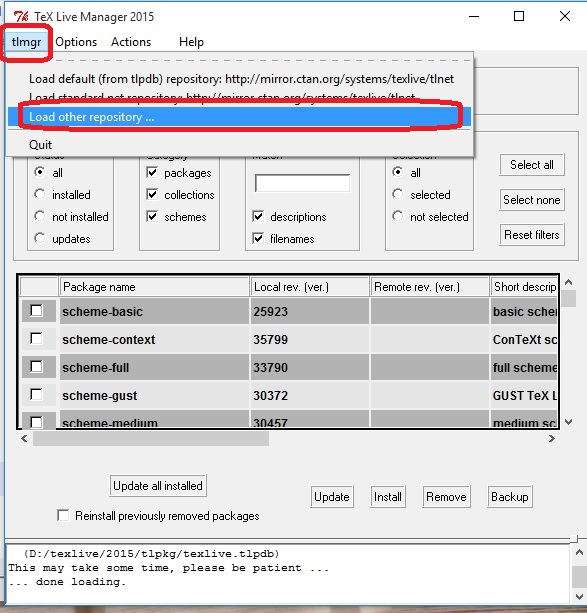 TeX Live Manager 2015
tlmgr Options Actions Help
Load default (from tlpdb) repository: http://mirror.ctan.org/systems/texlive/tlnet
Load standard net repository: http://mirror.ctan.org/systems/texlive/tlnet
Load other repository ...
Quit
Status Category Match Selection
all packages all Select all
installed collections selected Select none
not installed schemes descriptions not selected
updates filenames Reset filters
Package name Local rev. (ver.) Remote rev. (ver.) Short descrip
scheme-basic 25923 basic scher
scheme-context 35799 ConTeXt sc
scheme-full 33790 full scheme
scheme-gust 30372 GUST TeX L
scheme-medium 30457 medium sc
Update all installed
Update Install Remove Backup
Reinstall previously removed packages
(D:/texlive/2015/tlpkg/texlive.tlpdb)
This may take some time, please be patient ...
... done loading.